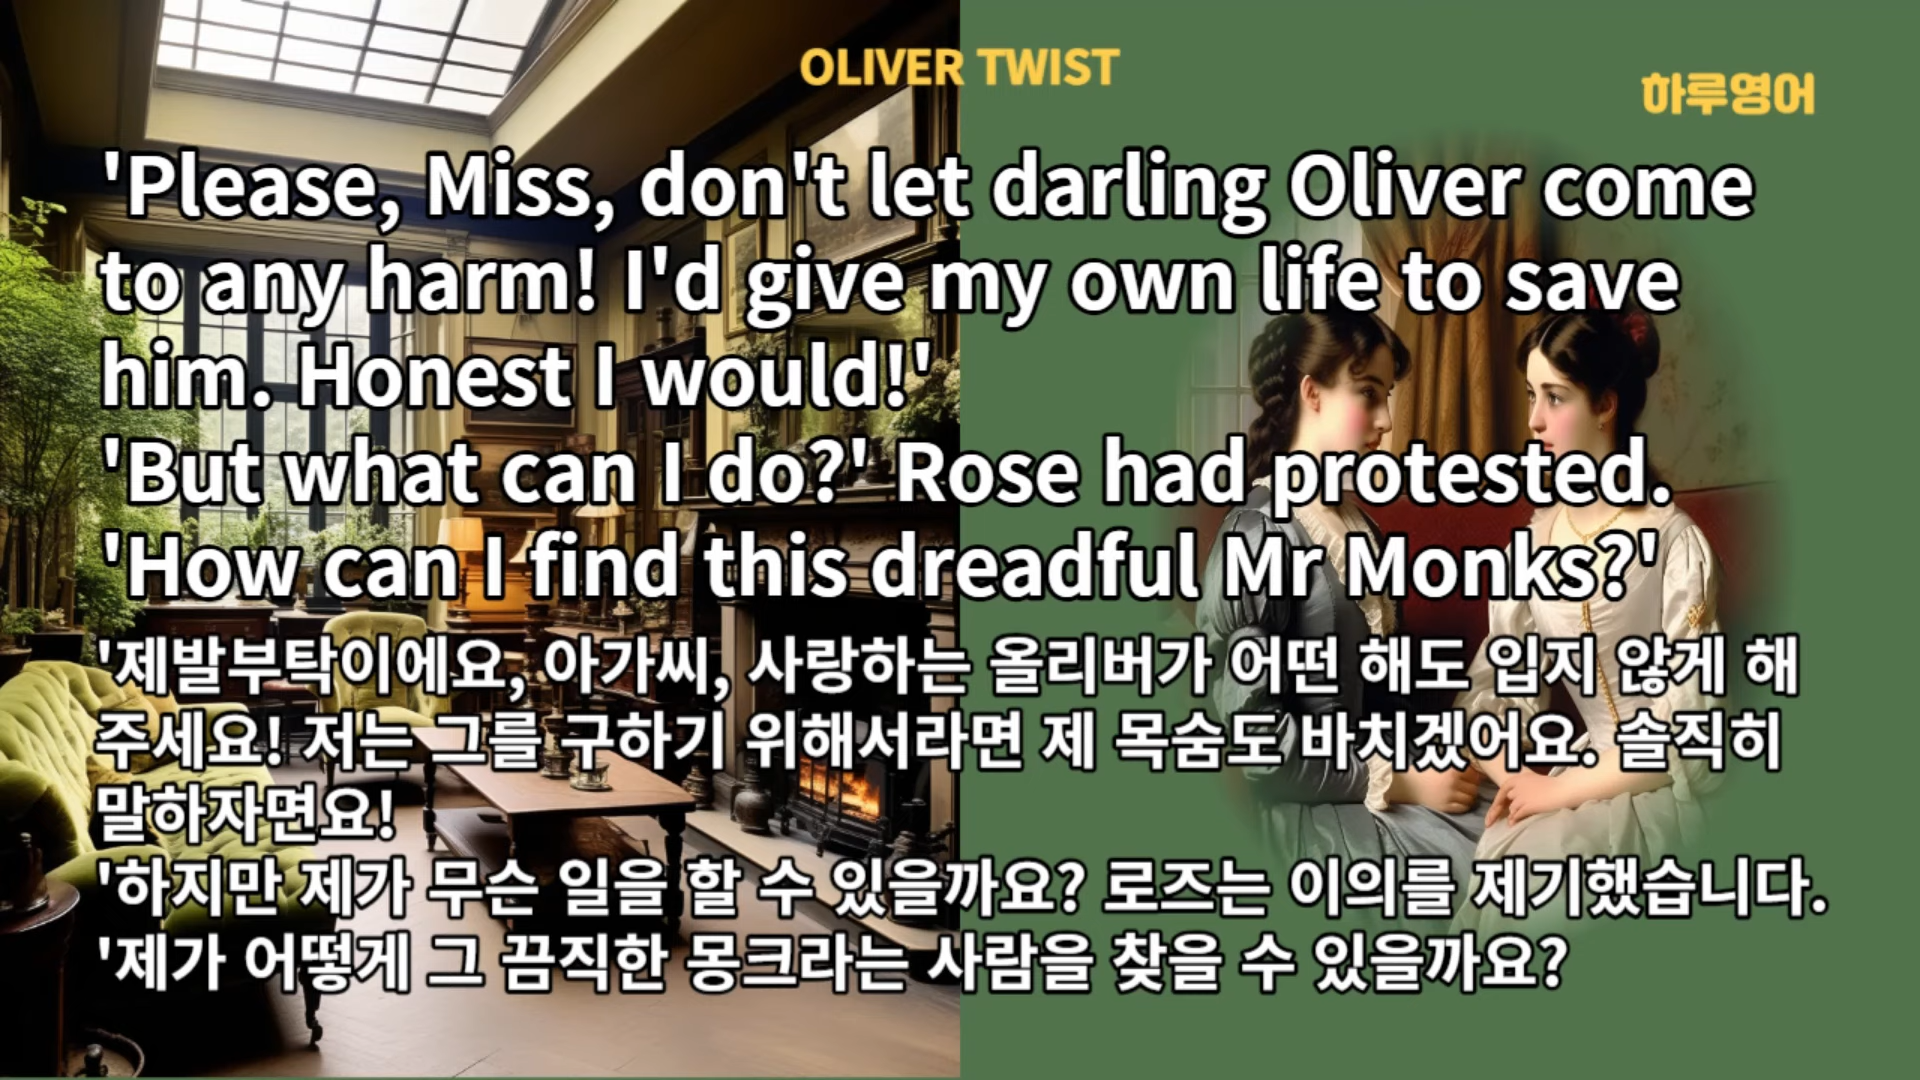 OLIVER TWIST
하루영어
'Please, Miss, don't let darling Oliver come
to any harm! I'd give my own life to save
him. Honest I would!'
'But what can I do?' Rose had protested.
'How can I find this dreadful Mr Monks?'
'제발부탁이에요, 아가씨, 사랑하는 올리버가 어떤 해도 입지 않게 해
주세요! 저는 그를 구하기 위해서라면 제 목숨도 바치겠어요. 솔직히
말하자면요!
'하지만 제가 무슨 일을 할 수 있을까요? 로즈는 이의를 제기했습니다.
'제가 어떻게 그 끔직한 몽크라는 사람을 찾을 수 있을까요?